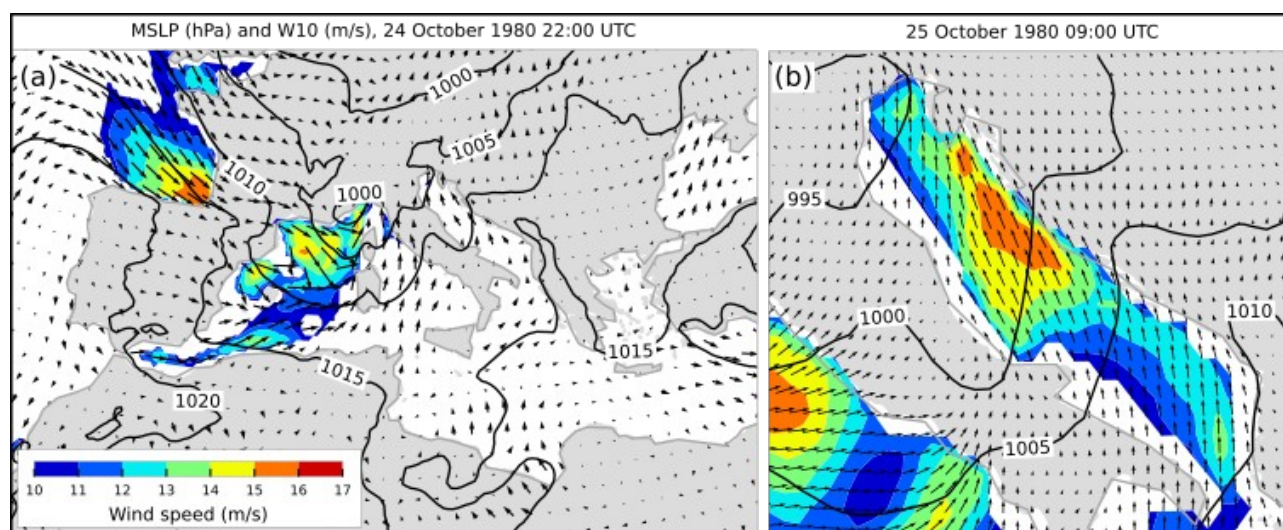 MSLP (hPa) and W10 (m/s), 24 October 1980 22:00 UTC
25 October 1980 09:00 UTC
(a)
1000
1005
1010
1000
1015
1015
1020
10 11 12 13 14 15 16 17
Wind speed (m/s)
(b)
995
1000
1010
1005